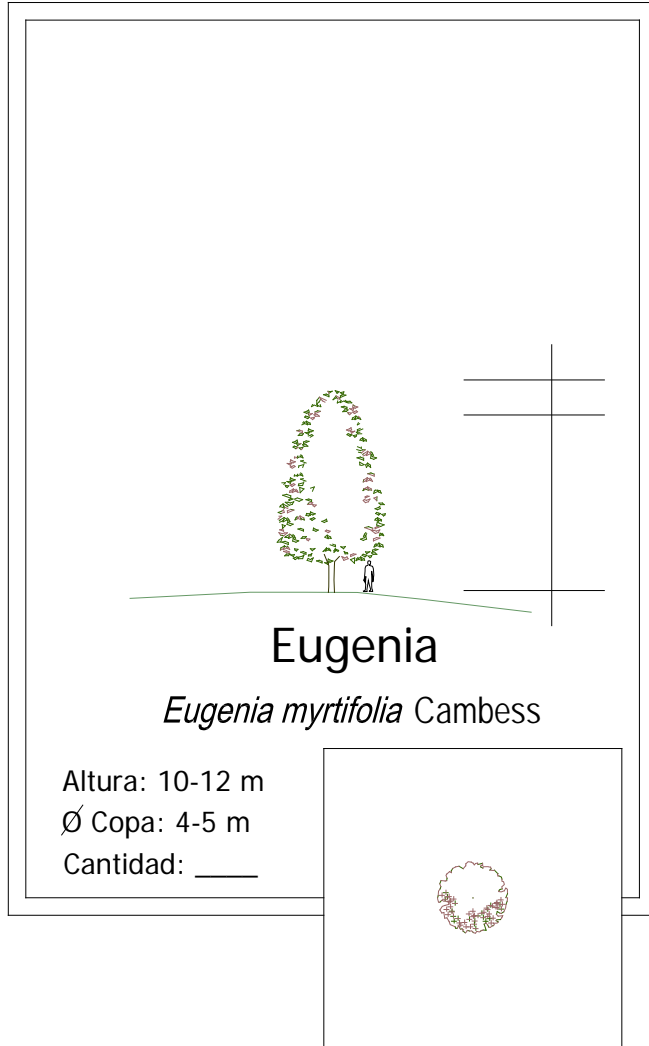 Eugenia
Eugenia myrtifolia Cambess
Altura: 10-12 m
Ø Copa: 4-5 m
Cantidad: ____